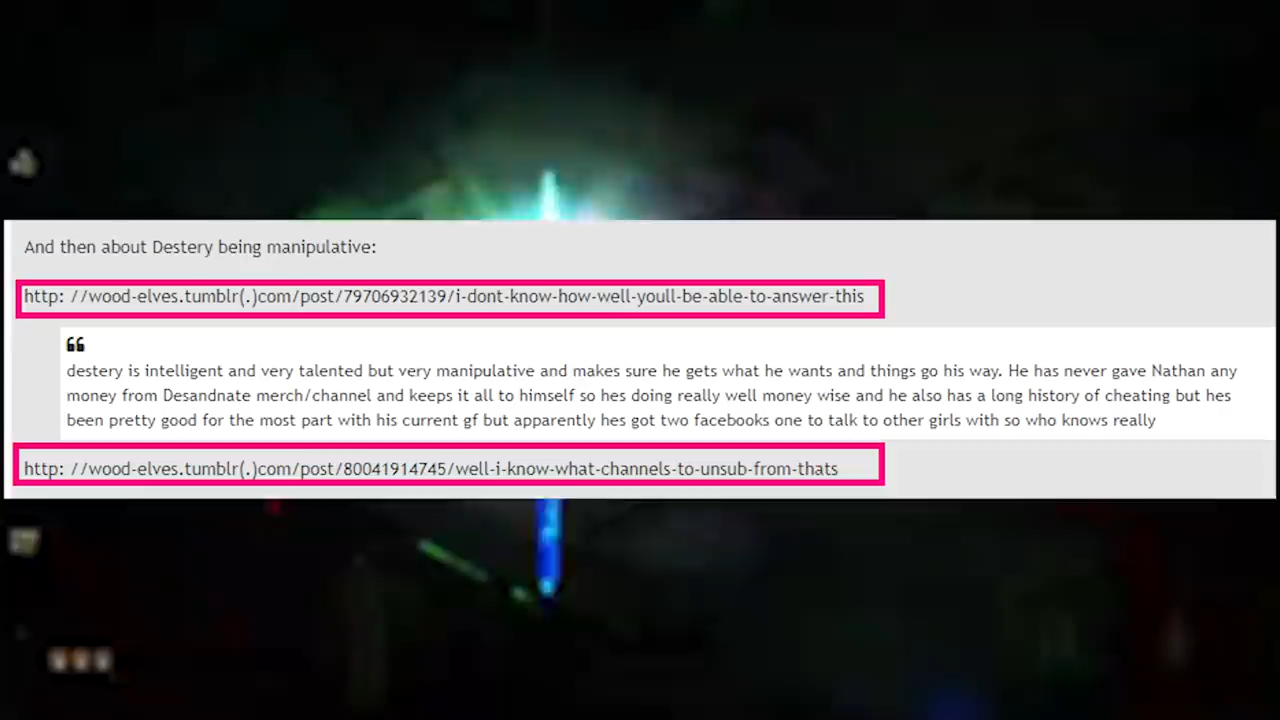 And then about Destery being manipulative:
http: //wood-elves.tumblr(.)com/post/79706932139/i-dont-know-how-well-youll-be-able-to-answer-this
❝
destery is intelligent and very talented but very manipulative and makes sure he gets what he wants and things go his way. He has never gave Nathan any
money from Desandnate merch/channel and keeps it all to himself so hes doing really well money wise and he also has a long history of cheating but hes
been pretty good for the most part with his current gf but apparently hes got two facebooks one to talk to other girls with so who knows really
http: //wood-elves.tumblr(.)com/post/80041914745/well-i-know-what-channels-to-unsub-from-thats